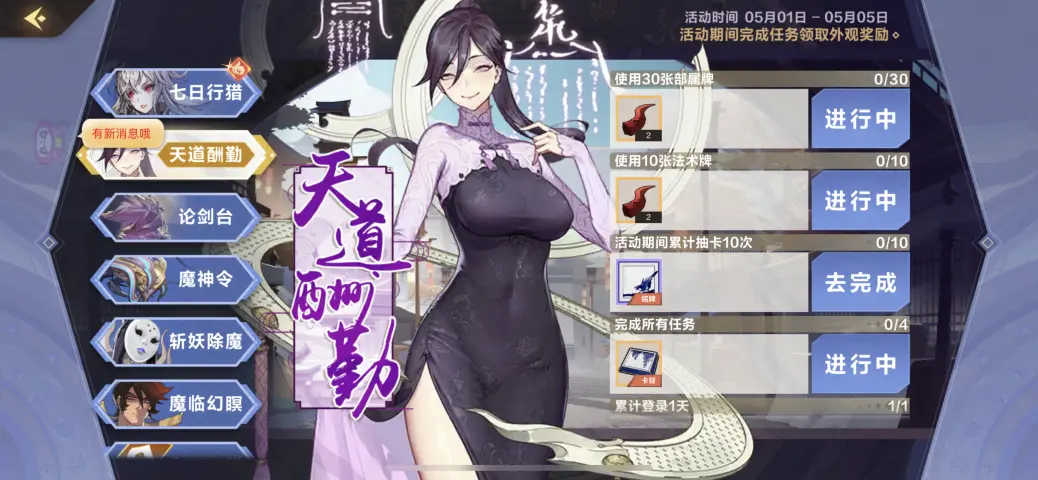 活动时间 05月01日 - 05月05日
活动期间完成任务领取外观奖励
七日行猎
有新消息哦
天道酬勤
论剑台
魔神令
斩妖除魔
魔临幻瞑
天道酬勤
使用30张部属牌
0/30
2
进行中
使用10张法术牌
0/10
2
进行中
活动期间累计抽卡10次
0/10
铭牌
去完成
完成所有任务
0/4
卡背
进行中
累计登录1天
1/1